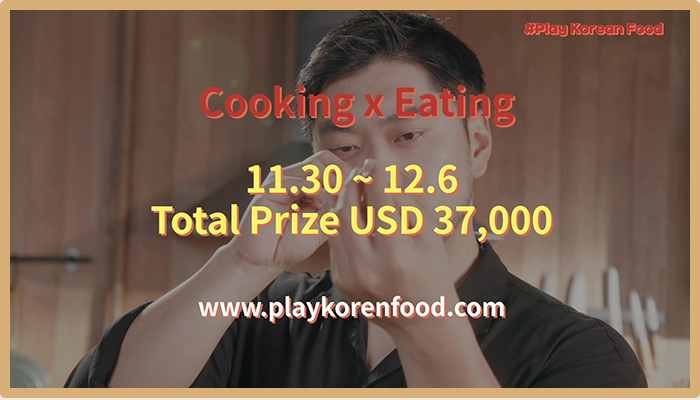 #Play Korean Food
Cooking x Eating
11.30 ~ 12.6
Total Prize USD 37,000
www.playkorenfood.com